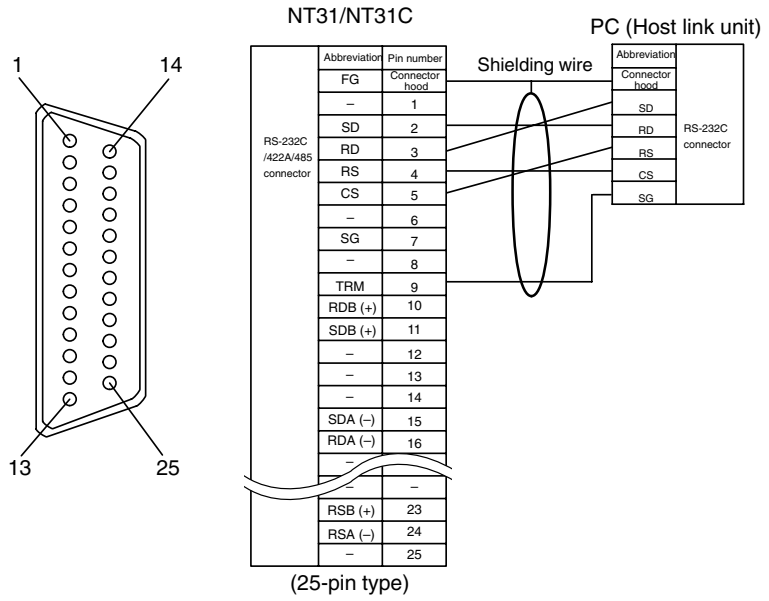 NT31/NT31C
PC (Host link unit)
1
14
13
25
RS-232C
/422A/485
connector
Abbreviation Pin number
FG Connector hood
– 1
SD 2
RD 3
RS 4
CS 5
– 6
SG 7
– 8
TRM 9
RDB (+) 10
SDB (+) 11
– 12
– 13
– 14
SDA (–) 15
RDA (–) 16
–
– –
RSB (+) 23
RSA (–) 24
– 25
(25-pin type)
Shielding wire
Abbreviation
Connector
hood
SD
RD
RS
CS
SG
RS-232C
connector